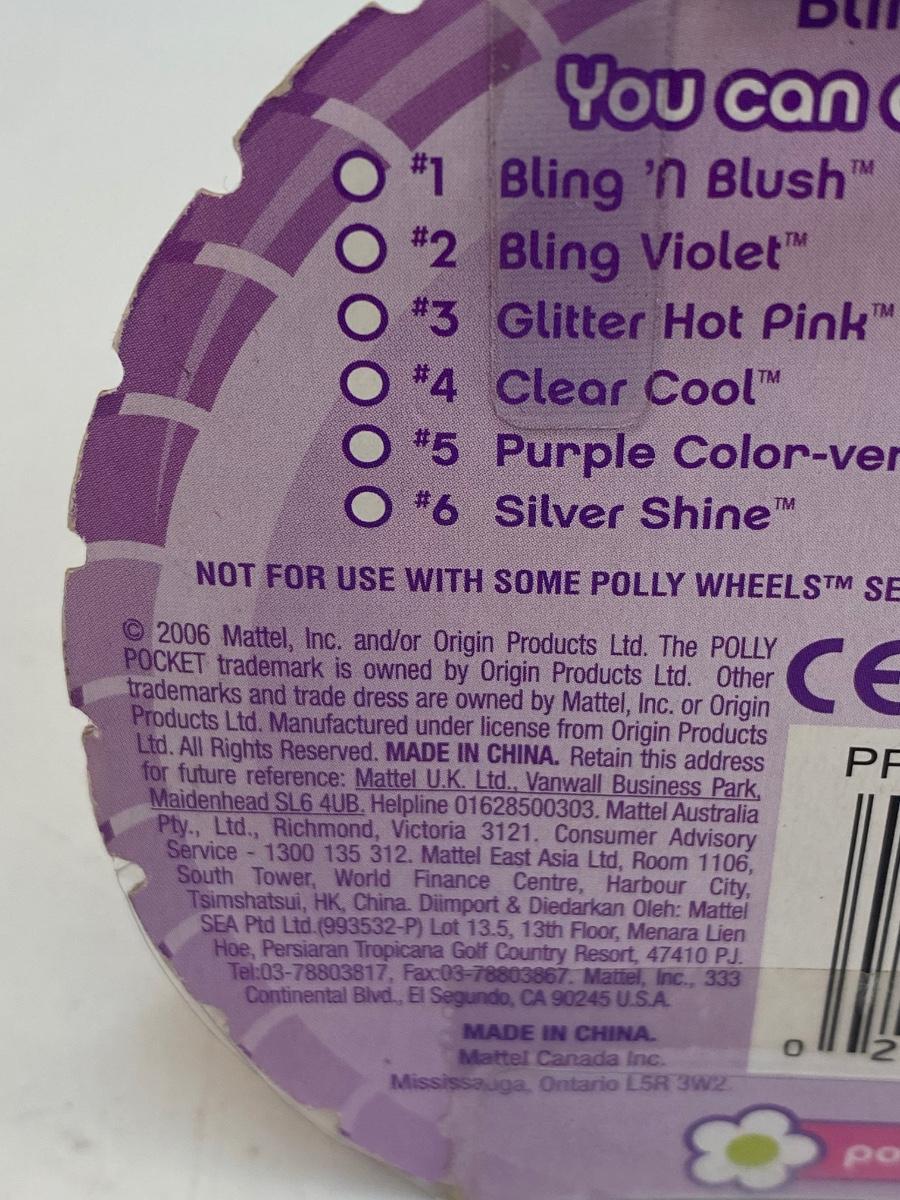 You can
#1 Bling 'n Blush™
#2 Bling Violet™
#3 Glitter Hot Pink™
#4 Clear Cool™
#5 Purple Color-
#6 Silver Shine™
NOT FOR USE WITH SOME POLLY WHEELS™
© 2006 Mattel, Inc. and/or Origin Products Ltd. The POLLY
POCKET trademark is owned by Origin Products Ltd. Other
trademarks and trade dress are owned by Mattel, Inc. or Origin
Products Ltd. Manufactured under license from Origin Products
Ltd. All Rights Reserved. MADE IN CHINA. Retain this address
for future reference: Mattel U.K. Ltd., Vanwall Business Park,
Maidenhead SL6 4UB. Helpline 01628500303. Mattel Australia
Pty., Ltd., Richmond, Victoria 3121. Consumer Advisory
Service - 1300 135 312. Mattel East Asia Ltd, Room 1106,
South Tower, World Finance Centre, Harbour City,
Tsimshatsui, HK, China. Diimport & Diedarkan Oleh: Mattel
SEA Ptd Ltd.(993532-P) Lot 13.5, 13th Floor, Menara Lien
Hoe, Persiaran Tropicana Golf Country Resort, 47410 PJ.
Tel:03-78803817, Fax:03-78803867. Mattel, Inc., 333
Continental Blvd., El Segundo, CA 90245 U.S.A.
MADE IN CHINA.
Mattel Canada Inc.
Mississauga, Ontario L5R 3W2.
CE
0 2